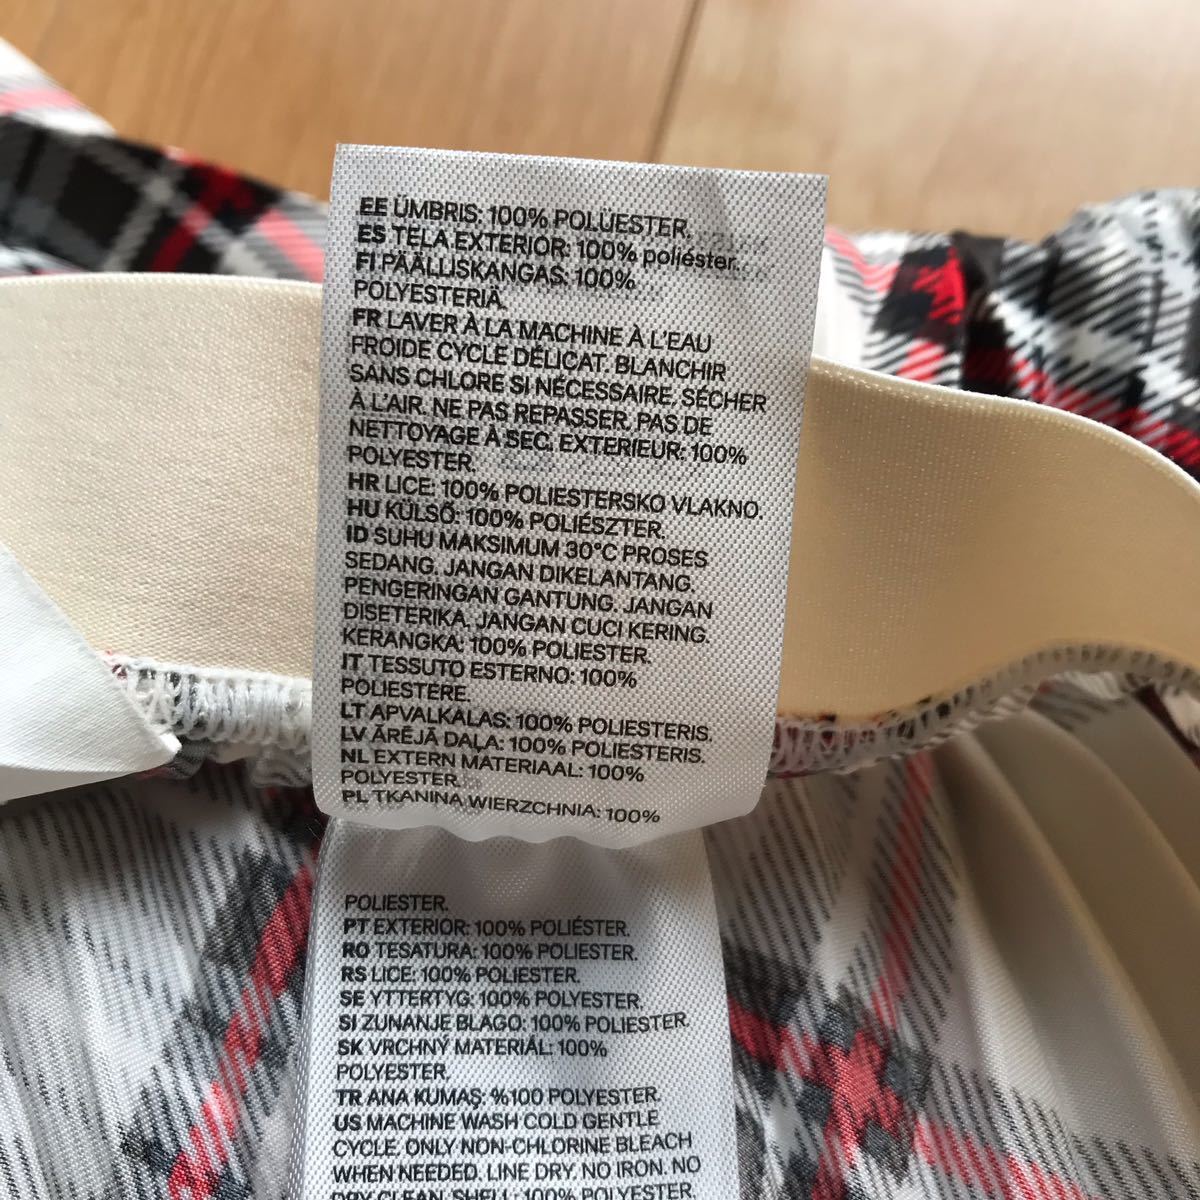 EE ÜMBRIS: 100% POLÜESTER.
ES TELA EXTERIOR: 100% poliéster.
FI PÄÄLLISKANGAS: 100%
POLYESTERIÄ.
FR LAVER À LA MACHINE À L'EAU
FROIDE CYCLE DÉLICAT. BLANCHIR
SANS CHLORE SI NÉCESSAIRE. SÉCHER
À L'AIR. NE PAS REPASSER. PAS DE
NETTOYAGE À SEC. EXTERIEUR: 100%
POLYESTER.
HR LICE: 100% POLIESTERSKO VLAKNO.
HU KÜLSŐ: 100% POLIÉSZTER.
ID SUHU MAKSIMUM 30°C PROSES
SEDANG. JANGAN DIKELANTANG.
PENGERINGAN GANTUNG. JANGAN
DISETERIKA. JANGAN CUCI KERING.
KERANGKA: 100% POLIESTER.
IT TESSUTO ESTERNO: 100%
POLIESTERE.
LT APVALKALAS: 100% POLIESTERIS.
LV ĀRĒJĀ DAĻA: 100% POLIESTERIS.
NL EXTERN MATERIAAL: 100%
POLYESTER.
PL TKANINA WIERZCHNIA: 100%
POLIESTER.
PT EXTERIOR: 100% POLIÉSTER.
RO TESATURA: 100% POLIESTER.
RS LICE: 100% POLIESTER.
SE YTTERTYG: 100% POLYESTER.
SI ZUNANJE BLAGO: 100% POLIESTER.
SK VRCHNÝ MATERIÁL: 100%
POLYESTER.
TR ANA KUMAŞ: %100 POLYESTER.
US MACHINE WASH COLD GENTLE
CYCLE. ONLY NON-CHLORINE BLEACH
WHEN NEEDED. LINE DRY. NO IRON. NO
DRY CLEAN. SHELL: 100% POLYESTER.